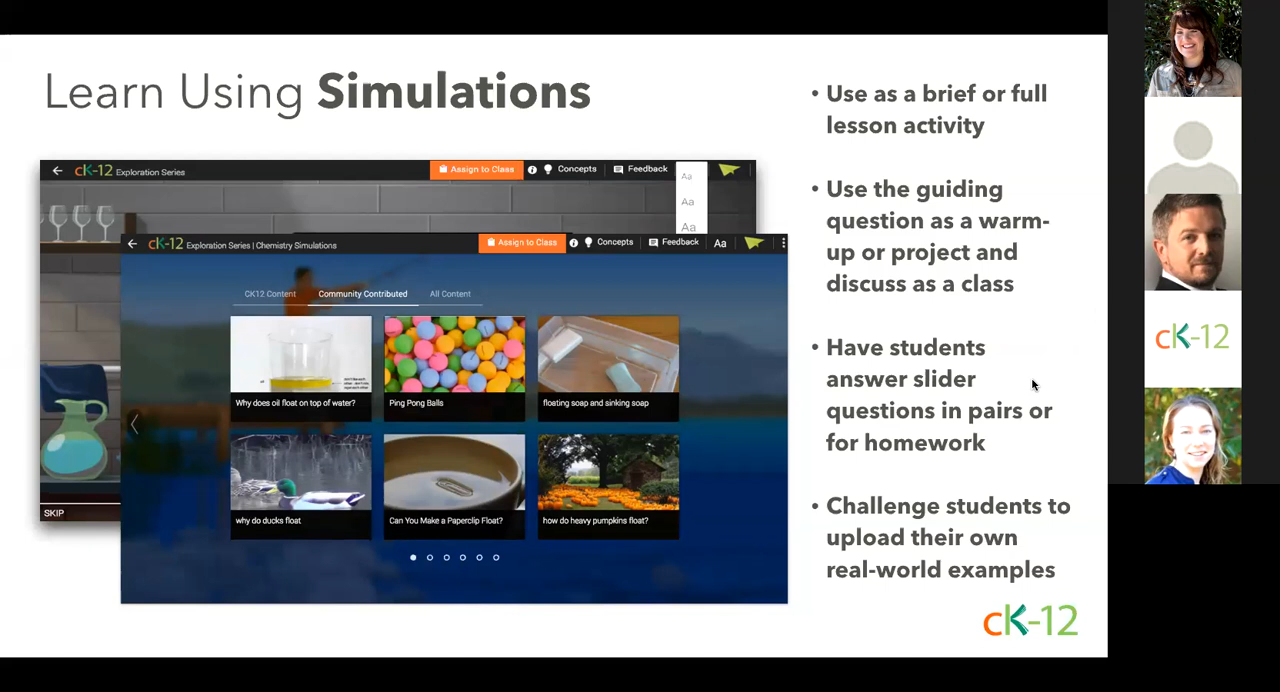 Learn Using Simulations
cK-12 Exploration Series
Assign to Class
Concepts
Feedback
Aa
Aa
Aa
cK-12 Exploration Series | Chemistry Simulations
Assign to Class
Concepts
Feedback
Aa
CK12 Content
Community Contributed
All Content
Why does oil float on top of water?
Ping Pong Balls
floating soap and sinking soap
why do ducks float
Can You Make a Paperclip Float?
how do heavy pumpkins float?
SKIP
• Use as a brief or full
lesson activity
• Use the guiding
question as a warm-
up or project and
discuss as a class
• Have students
answer slider
questions in pairs or
for homework
• Challenge students to
upload their own
real-world examples
cK-12
cK-12